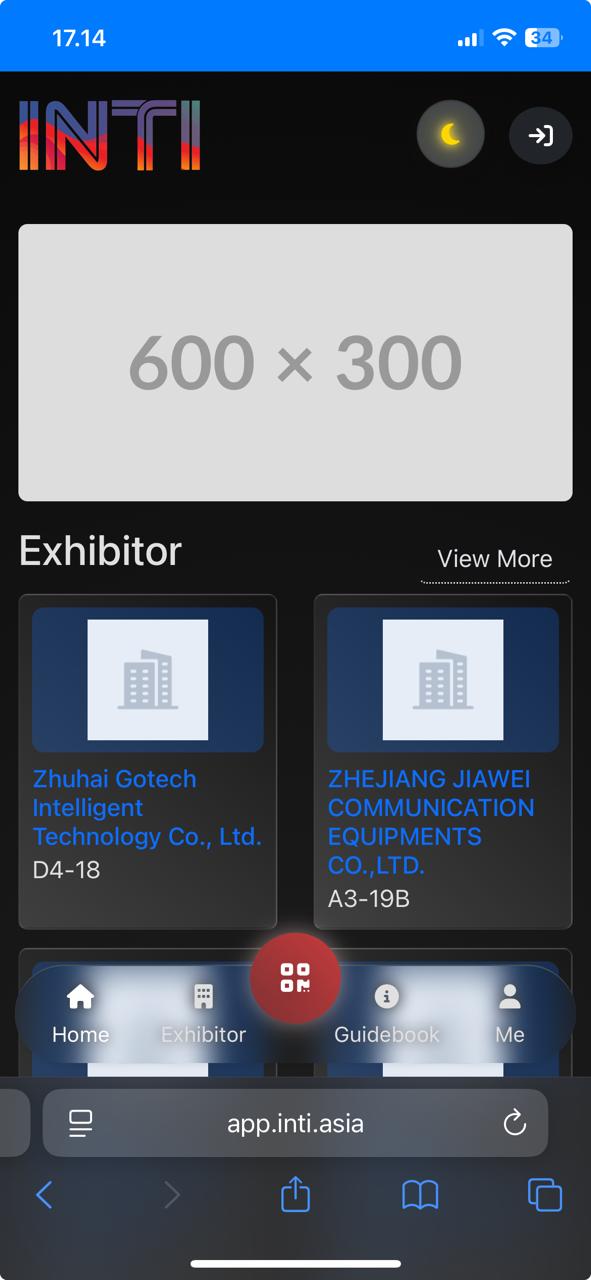 17.14
34
INTI
600 × 300
Exhibitor
View More
Zhuhai Gotech
Intelligent
Technology Co., Ltd.
D4-18
ZHEJIANG JIAWEI
COMMUNICATION
EQUIPMENTS
CO.,LTD.
A3-19B
Home
Exhibitor
Guidebook
Me
app.inti.asia